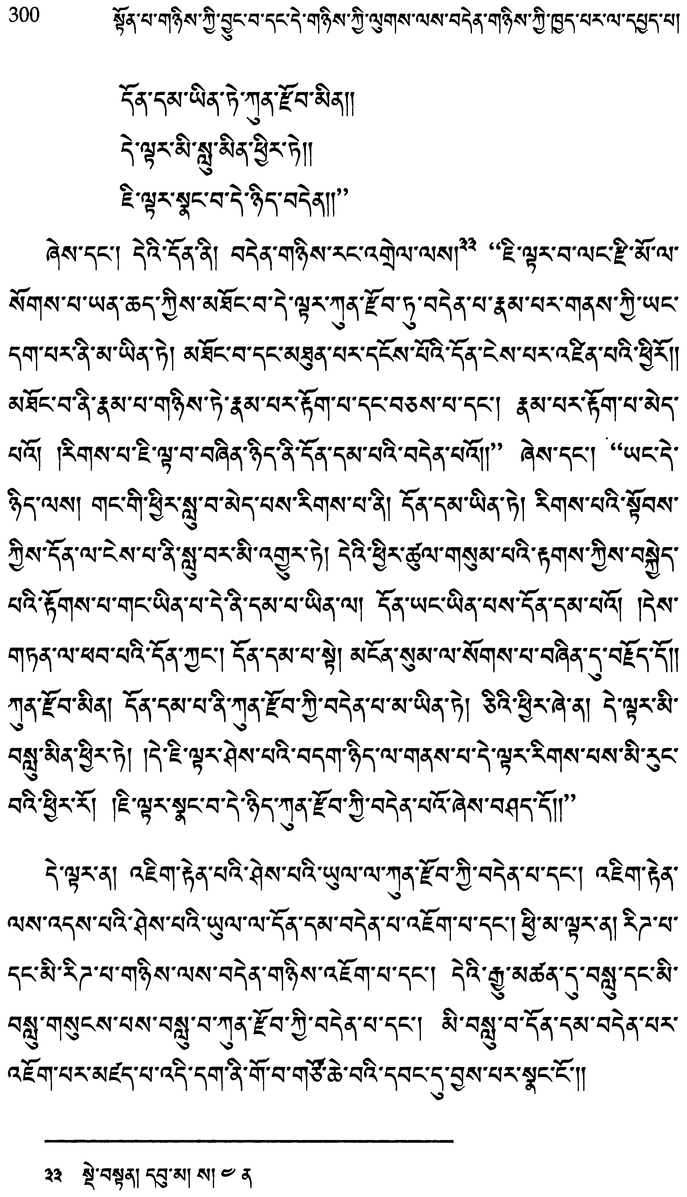 300 སྟོན་པ་གཉིས་ཀྱི་བྱུང་བ་དང་དེ་གཉིས་ཀྱི་ལུགས་ལས་བདེན་གཉིས་ཀྱི་ཁྱད་པར་ལ་དཔྱད་པ།
དོན་དམ་ཡིན་ཏེ་ཀུན་རྫོབ་མིན།།
དེ་ལྟར་མི་སླུ་མིན་ཕྱིར་ཏེ།།
ཇི་ལྟར་སྣང་བ་དེ་ཉིད་བདེན།།”
ཞེས་དང་། དེའི་དོན་ནི། བདེན་གཉིས་རང་འགྲེལ་ལས།༣༣ “ཇི་ལྟར་བ་ལང་རྫི་མོ་ལ་
སོགས་པ་ཡན་ཆད་ཀྱིས་མཐོང་བ་དེ་ལྟར་ཀུན་རྫོབ་ཏུ་བདེན་པ་རྣམ་པར་གནས་ཀྱི་ཡང་
དག་པར་ནི་མ་ཡིན་ཏེ། མཐོང་བ་དང་མཐུན་པར་དངོས་པོའི་དོན་ངེས་པར་འཛིན་པའི་ཕྱིརོ།།
མཐོང་བ་ནི་རྣམ་པ་གཉིས་ཏེ་རྣམ་པར་རྟོག་པ་དང་བཅས་པ་དང་། རྣམ་པར་རྟོག་པ་མེད་
པའོ། །རིགས་པ་ཇི་ལྟ་བ་བཞིན་ཉིད་ནི་དོན་དམ་པའི་བདེན་པའོ།།” ཞེས་དང་། “ཡང་དེ་
ཉིད་ལས། གང་གི་ཕྱིར་སླུ་བ་མེད་པས་རིགས་པ་ནི། དོན་དམ་ཡིན་ཏེ། རིགས་པའི་སྟོབས་
ཀྱིས་དོན་ལ་ངེས་པ་ནི་སླུ་བར་མི་འགྱུར་ཏེ། དེའི་ཕྱིར་ཚུལ་གསུམ་པའི་རྟགས་ཀྱིས་བསྐྱེད་
པའི་རྟོགས་པ་གང་ཡིན་པ་དེ་ནི་དམ་པ་ཡིན་ལ། དོན་ཡང་ཡིན་པས་དོན་དམ་པའོ། །དེས་
གཏན་ལ་ཕབ་པའི་དོན་ཀྱང་། དོན་དམ་པ་སྟེ། མངོན་སུམ་ལ་སོགས་པ་བཞིན་དུ་བརྗོད་དོ།།
ཀུན་རྫོབ་མིན། དོན་དམ་པ་ནི་ཀུན་རྫོབ་ཀྱི་བདེན་པ་མ་ཡིན་ཏེ། ཅིའི་ཕྱིར་ཞེ་ན། དེ་ལྟར་མི་
བསླུ་མིན་ཕྱིར་ཏེ། །དེ་ཇི་ལྟར་ཤེས་པའི་བདག་ཉིད་ལ་གནས་པ་དེ་ལྟར་རིགས་པས་མི་རུང་
བའི་ཕྱིར་རོ། །ཇི་ལྟར་སྣང་བ་དེ་ཉིད་ཀུན་རྫོབ་ཀྱི་བདེན་པའོ་ཞེས་བཤད་དོ།།”
དེ་ལྟར་ན། འཇིག་རྟེན་པའི་ཤེས་པའི་ཡུལ་ལ་ཀུན་རྫོབ་ཀྱི་བདེན་པ་དང་། འཇིག་རྟེན་
ལས་འདས་པའི་ཤེས་པའི་ཡུལ་ལ་དོན་དམ་བདེན་པ་འཇོག་པ་དང་། ཕྱི་མ་ལྟར་ན། རིཊ་པ་
དང་མི་རིཊ་པ་གཉིས་ལས་བདེན་གཉིས་འཇོག་པ་དང་། དེའི་རྒྱུ་མཚན་དུ་བསླུ་དང་མི་
བསླུ་གསུངས་པས་བསླུ་བ་ཀུན་རྫོབ་ཀྱི་བདེན་པ་དང་། མི་བསླུ་བ་དོན་དམ་བདེན་པར་
འཇོག་པར་མཛད་པ་འདི་དག་ནི་གོ་བ་གཙོ་ཆེ་བའི་དབང་དུ་བྱས་པར་སྣང་ངོ་།།
༣༣ སྡེ་བསྟན། དབུ་མ། ས། ༤ ན